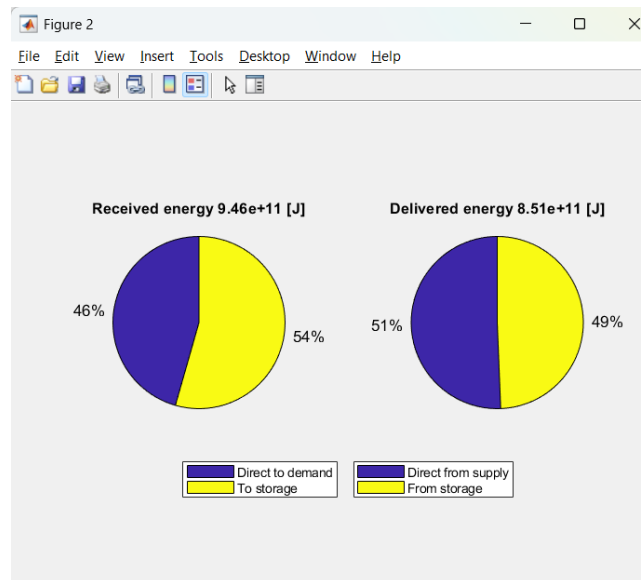 Figure 2
File Edit View Insert Tools Desktop Window Help
Received energy 9.46e+11 [J]
Delivered energy 8.51e+11 [J]
46%
54%
51%
49%
Direct to demand
To storage
Direct from supply
From storage